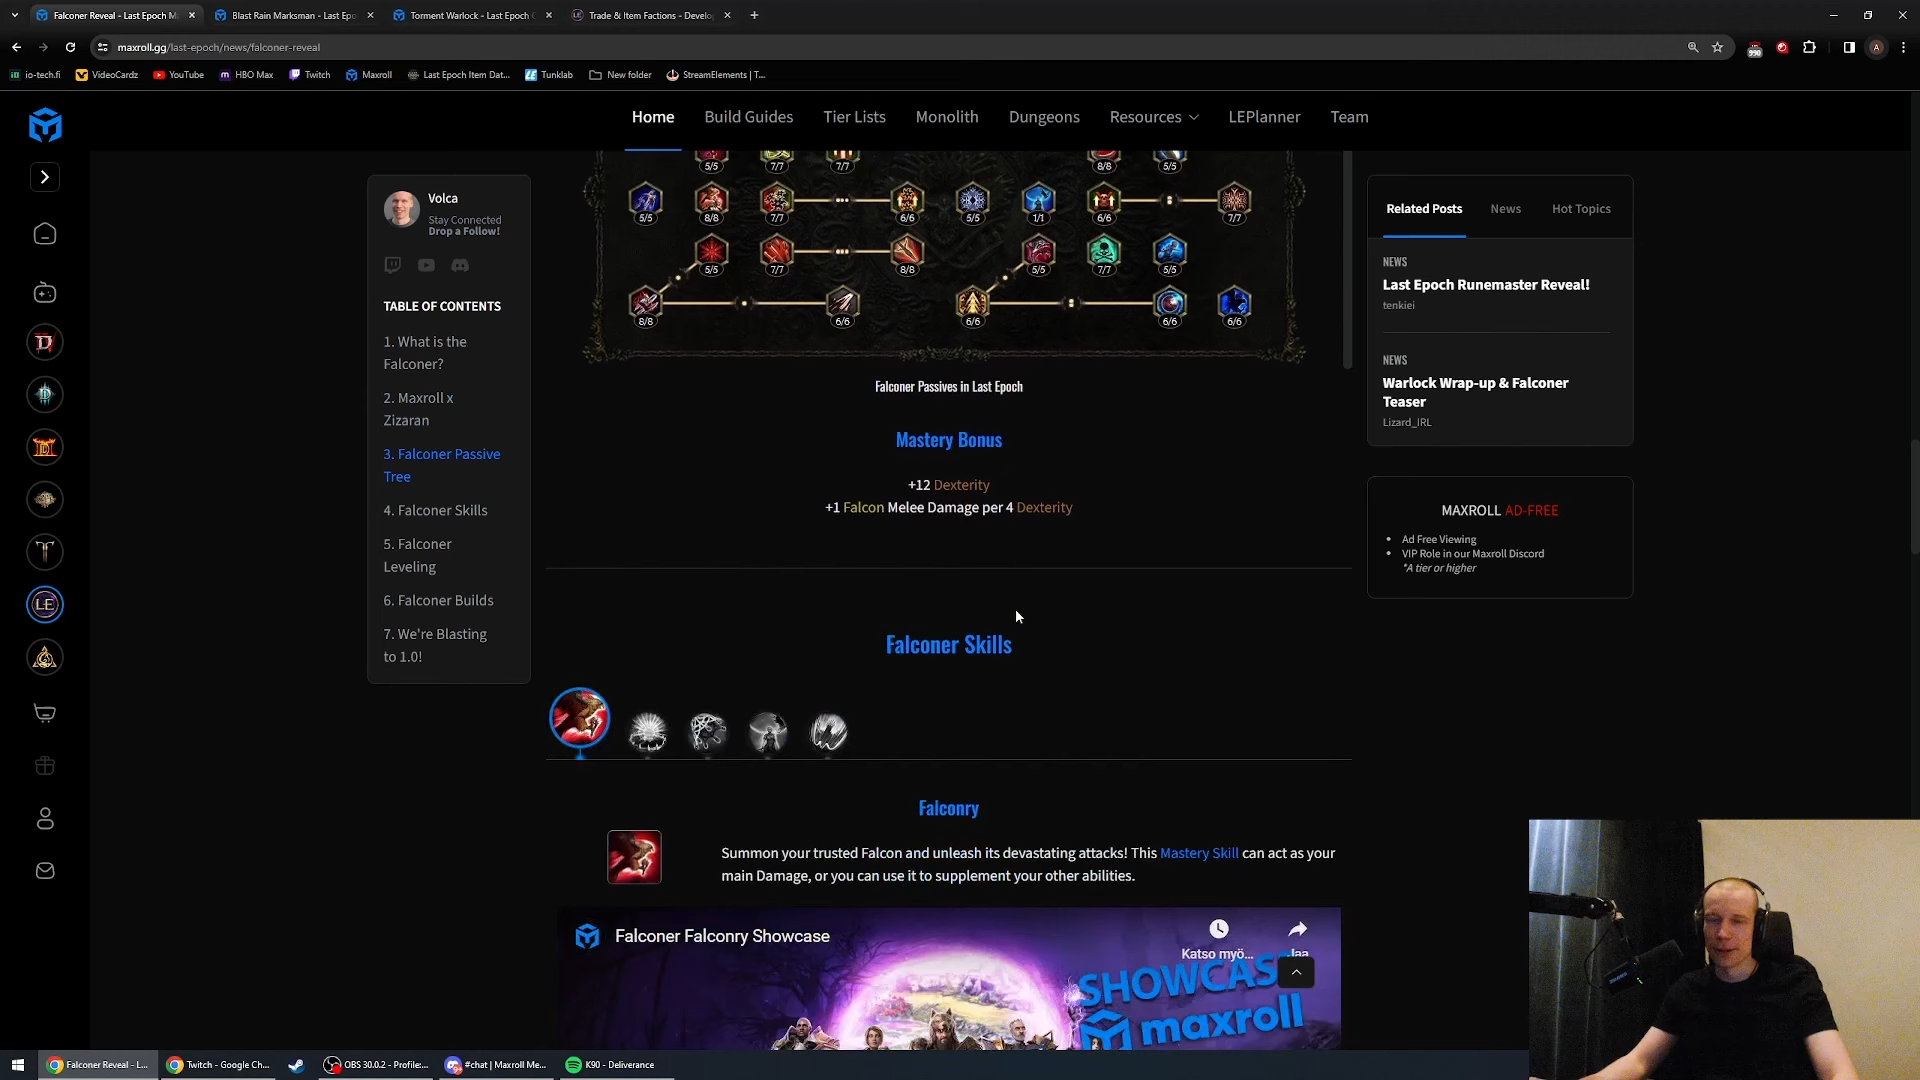 Falconer Reveal - Last Epoch M
Blast Rain Marksman - Last Epo
Torment Warlock - Last Epoch
Trade & Item Factions - Develo
maxroll.gg/last-epoch/news/falconer-reveal
990
A
io-tech.fi
VideoCardz
YouTube
HBO Max
Twitch
Maxroll
Last Epoch Item Dat...
Tunklab
New folder
StreamElements | T...
Home
Build Guides
Tier Lists
Monolith
Dungeons
Resources
LEPlanner
Team
Volca
Stay Connected
Drop a Follow!
TABLE OF CONTENTS
1. What is the
Falconer?
2. Maxroll x
Zizaran
3. Falconer Passive
Tree
4. Falconer Skills
5. Falconer
Leveling
6. Falconer Builds
7. We're Blasting
to 1.0!
LE
5/5 7/7 7/7 8/8 5/5
5/5 8/8 7/7 6/6 5/5 1/1 6/6 7/7
5/5 7/7 8/8 5/5 7/7 5/5
8/8 6/6 6/6 6/6 6/6
Falconer Passives in Last Epoch
Mastery Bonus
+12 Dexterity
+1 Falcon Melee Damage per 4 Dexterity
Falconer Skills
Falconry
Summon your trusted Falcon and unleash its devastating attacks! This Mastery Skill can act as your
main Damage, or you can use it to supplement your other abilities.
Falconer Falconry Showcase
Katso myö...
Jaa
SHOWCASE
maxroll
Related Posts
News
Hot Topics
NEWS
Last Epoch Runemaster Reveal!
tenkiei
NEWS
Warlock Wrap-up & Falconer
Teaser
Lizard_IRL
MAXROLL AD-FREE
Ad Free Viewing
VIP Role in our Maxroll Discord
*A tier or higher
Falconer Reveal - L...
Twitch - Google Ch...
OBS 30.0.2 - Profile:...
#chat | Maxroll Me...
K90 - Deliverance